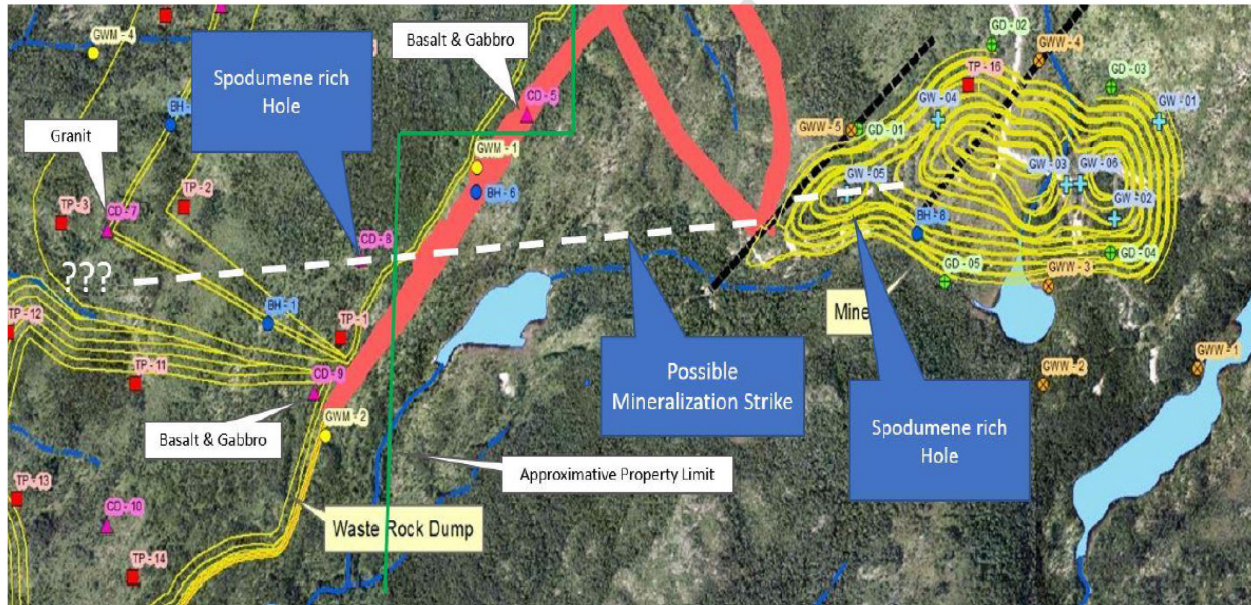 GWM - 4
TP - 1
Basalt & Gabbro
GD - 02
GWW - 4
Spodumene rich
Hole
TP - 16
GD - 03
CD - 5
GW - 04
GW - 01
BH -
GWW - 5
GD - 01
Granit
GWM - 1
GW - 03
GW - 06
TP - 2
BH - 6
GW - 05
TP - 3
CD - 7
GW - 02
CD - 8
BH - 8
GD - 04
???
GD - 05
GWW - 3
BH - 1
Mine
TP - 12
TP - 1
GWW - 1
TP - 11
Possible
Mineralization Strike
GWW - 2
CD - 9
Spodumene rich
Hole
GWM - 2
Basalt & Gabbro
Approximative Property Limit
TP - 13
CD - 10
Waste Rock Dump
TP - 14